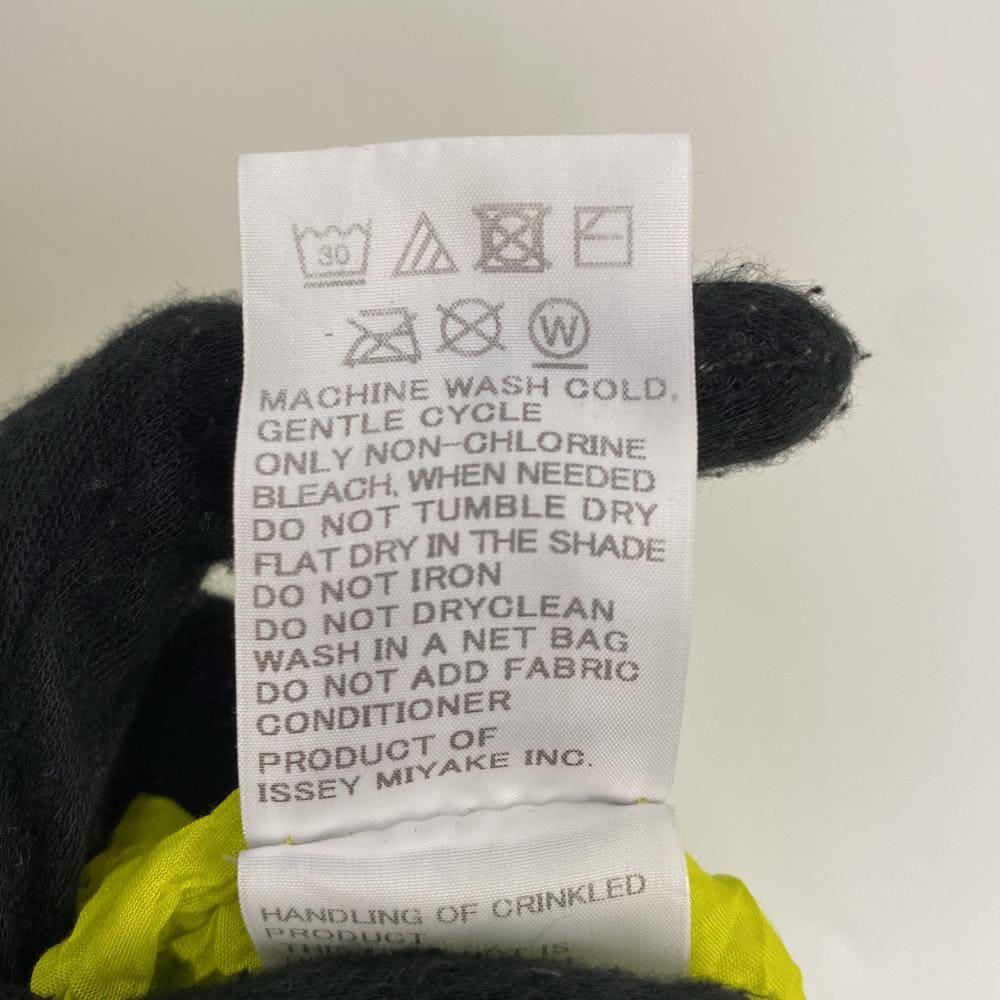 30
W
MACHINE WASH COLD,
GENTLE CYCLE
ONLY NON-CHLORINE
BLEACH, WHEN NEEDED
DO NOT TUMBLE DRY
FLAT DRY IN THE SHADE
DO NOT IRON
DO NOT DRYCLEAN
WASH IN A NET BAG
DO NOT ADD FABRIC
CONDITIONER
PRODUCT OF
ISSEY MIYAKE INC.
HANDLING OF CRINKLED
PRODUCT
IS